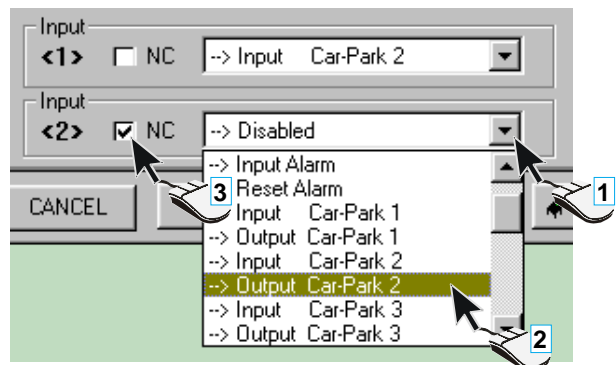 Input
<1> NC --> Input Car-Park 2
Input
<2> NC --> Disabled
1
--> Input Alarm
3 Reset Alarm
CANCEL
Input Car-Park 1
--> Output Car-Park 1
--> Input Car-Park 2
--> Output Car-Park 2
--> Input Car-Park 3
--> Output Car-Park 3
2